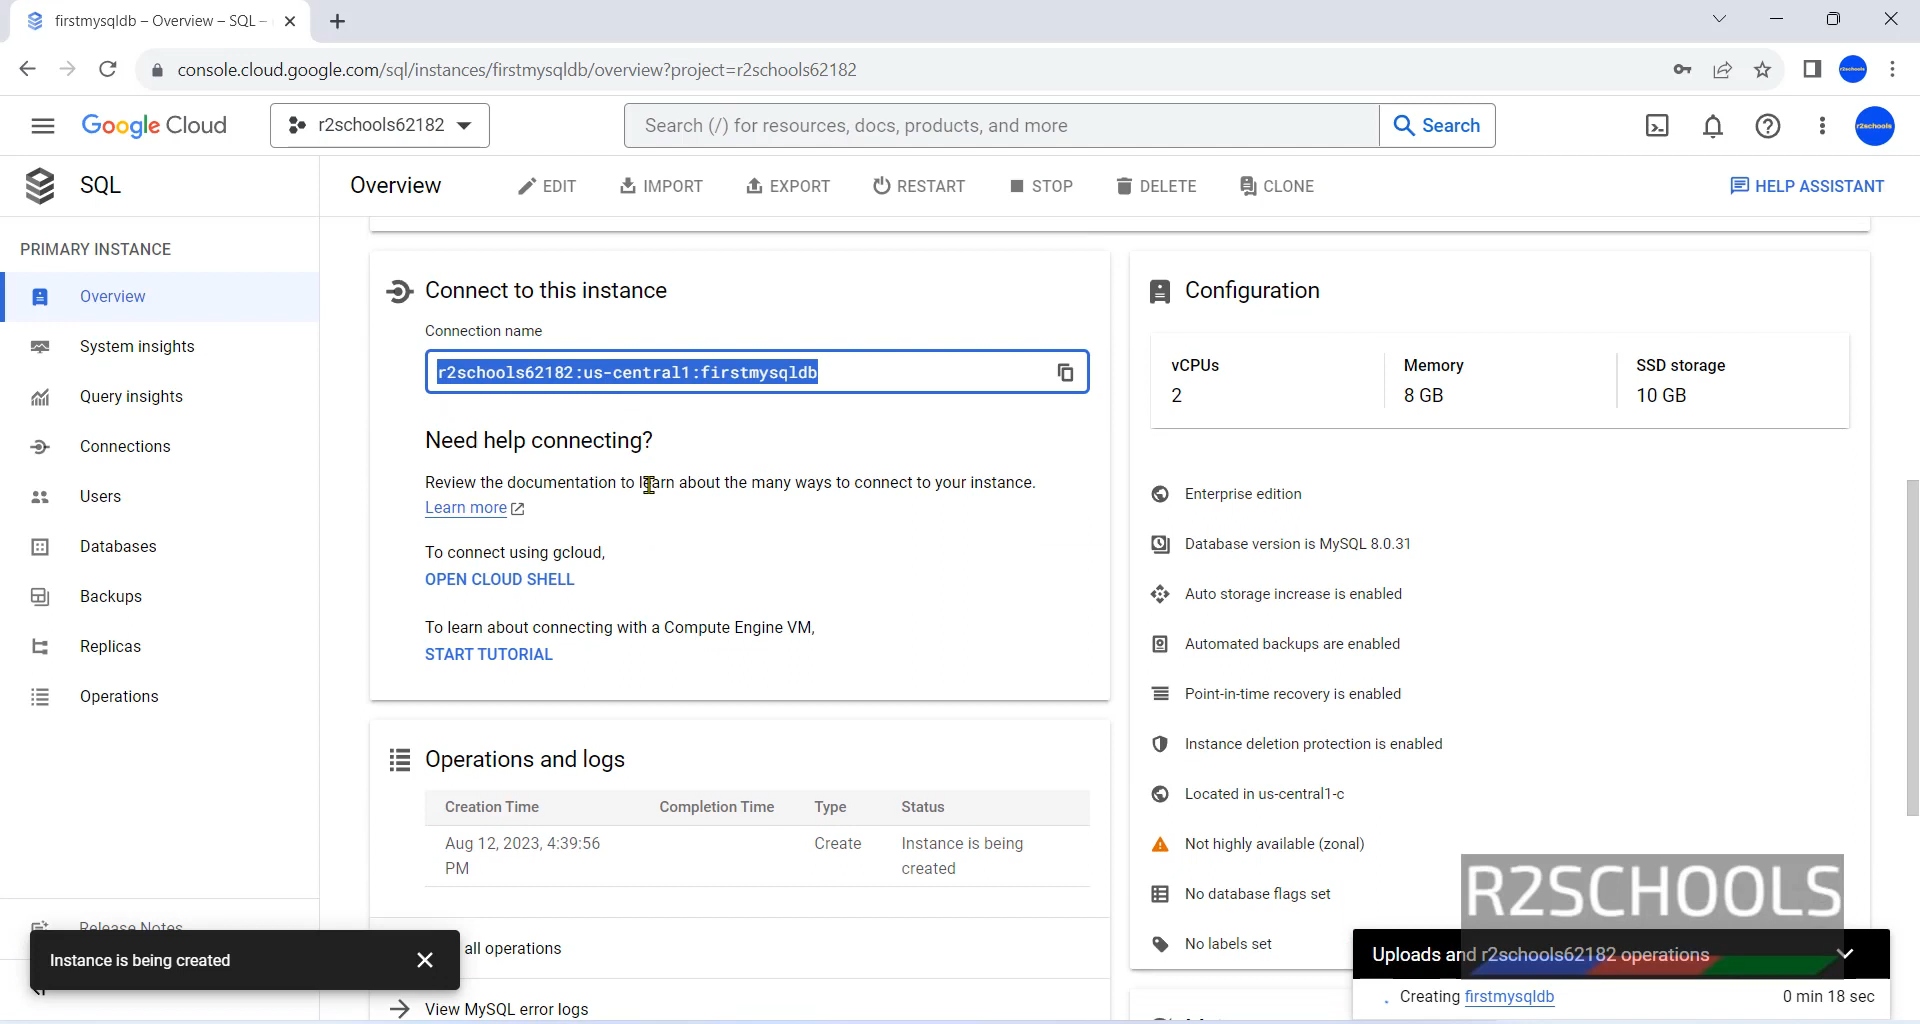 firstmysqldb – Overview – SQL –
console.cloud.google.com/sql/instances/firstmysqldb/overview?project=r2schools62182
r2schools
Google Cloud
r2schools62182
Search (/) for resources, docs, products, and more
Search
r2schools
SQL
Overview
EDIT
IMPORT
EXPORT
RESTART
STOP
DELETE
CLONE
HELP ASSISTANT
PRIMARY INSTANCE
Overview
System insights
Query insights
Connections
Users
Databases
Backups
Replicas
Operations
Release Notes
Instance is being created
Connect to this instance
Connection name
r2schools62182:us-central1:firstmysqldb
Need help connecting?
Review the documentation to learn about the many ways to connect to your instance.
Learn more
To connect using gcloud,
OPEN CLOUD SHELL
To learn about connecting with a Compute Engine VM,
START TUTORIAL
Operations and logs
Creation Time Completion Time Type Status
Aug 12, 2023, 4:39:56 Create Instance is being
PM created
all operations
View MySQL error logs
Configuration
vCPUs Memory SSD storage
2 8 GB 10 GB
Enterprise edition
Database version is MySQL 8.0.31
Auto storage increase is enabled
Automated backups are enabled
Point-in-time recovery is enabled
Instance deletion protection is enabled
Located in us-central1-c
Not highly available (zonal)
No database flags set
No labels set
R2SCHOOLS
Uploads and r2schools62182 operations
Creating firstmysqldb 0 min 18 sec